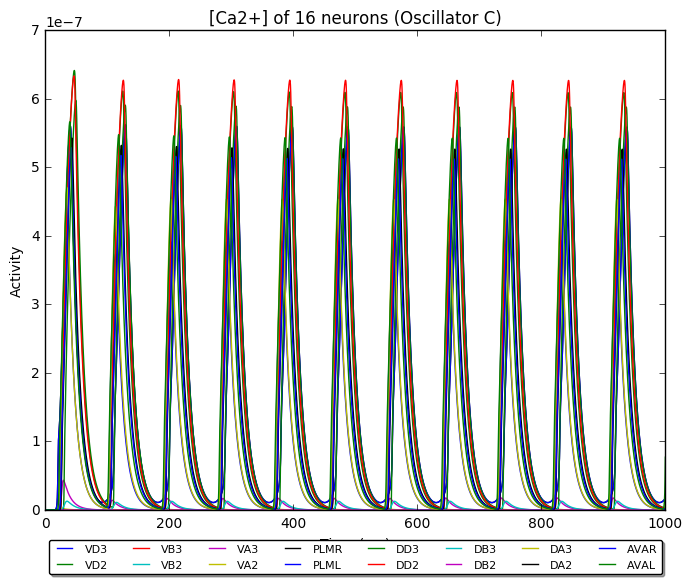 [Ca2+] of 16 neurons (Oscillator C)
1e−7
7
6
5
4
3
2
1
0
Activity
0 200 400 600 800 1000
VD3 VB3 VA3 PLMR DD3 DB3 DA3 AVAR
VD2 VB2 VA2 PLML DD2 DB2 DA2 AVAL